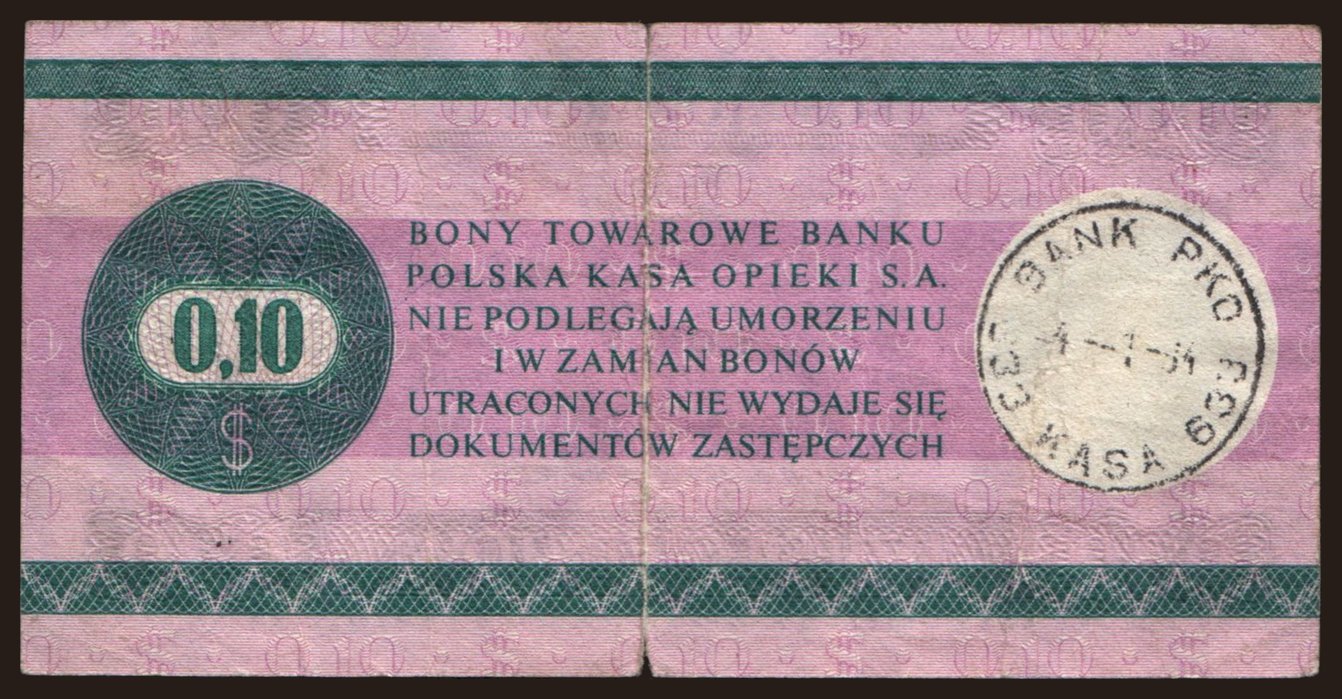 0,10
$
BONY TOWAROWE BANKU
POLSKA KASA OPIEKI S.A.
NIE PODLEGAJĄ UMORZENIU
I W ZAMIAN BONÓW
UTRACONYCH NIE WYDAJE SIĘ
DOKUMENTÓW ZASTĘPCZYCH
BANK PKO
KASA